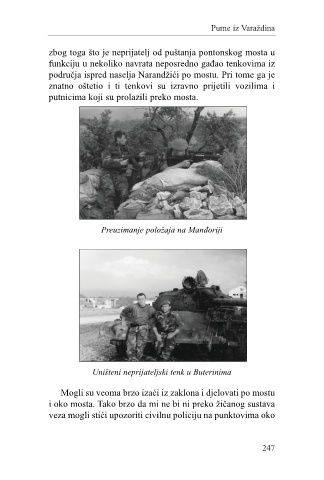 Pume iz Varaždina
zbog toga što je neprijatelj od puštanja pontonskog mosta u
funkciju u nekoliko navrata neposredno gađao tenkovima iz
područja ispred naselja Narandžići po mostu. Pri tome ga je
znatno oštetio i ti tenkovi su izravno prijetili vozilima i
putnicima koji su prolazili preko mosta.
Preuzimanje položaja na Mandoriji
Uništeni neprijateljski tenk u Buterinima
Mogli su veoma brzo izaći iz zaklona i djelovati po mostu
i oko mosta. Tako brzo da mi ne bi ni preko žičanog sustava
veza mogli stići upozoriti civilnu policiju na punktovima oko
247